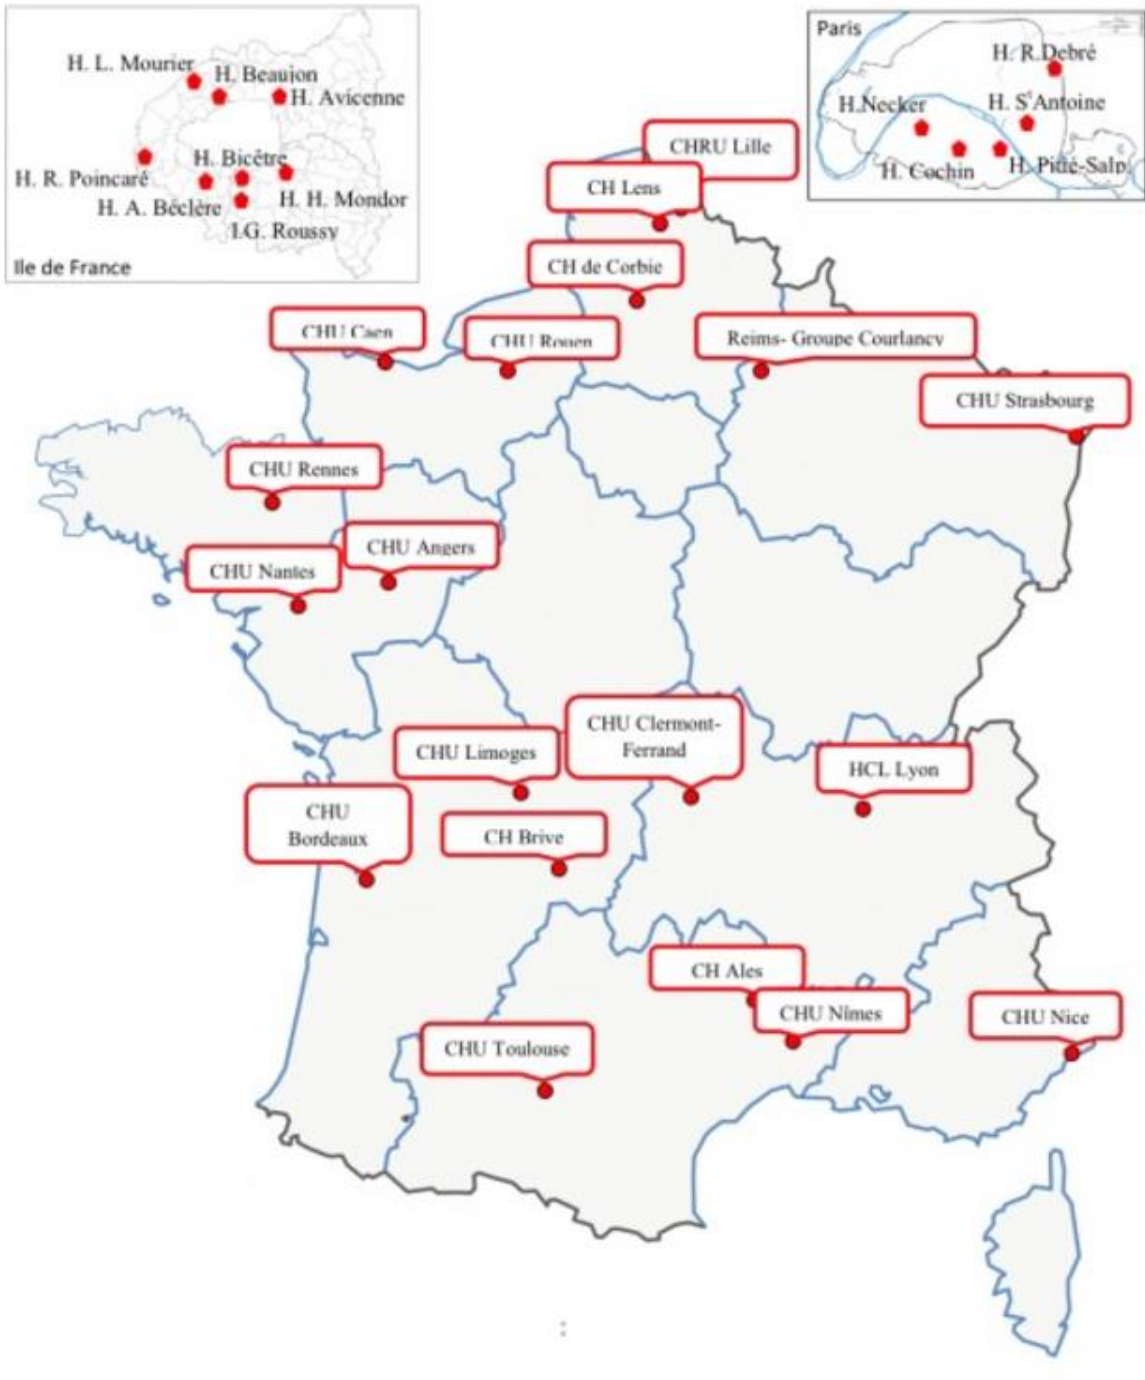 H. L. Mourier
H. Beaujon
H. Avicenne
H. Bicêtre
H. R. Poincaré
H. H. Mondor
H. A. Béclère
I.G. Roussy
Ile de France
Paris
H. R.Debré
H.Necker
H. St Antoine
H. Cochin
H. Pitié-Salp.
CHRU Lille
CH Lens
CH de Corbie
CHU Caen
CHU Rouen
Reims- Groupe Courlancy
CHU Strasbourg
CHU Rennes
CHU Angers
CHU Nantes
CHU Clermont-
Ferrand
CHU Limoges
HCL Lyon
CHU
Bordeaux
CH Brive
CH Ales
CHU Nîmes
CHU Nice
CHU Toulouse
: